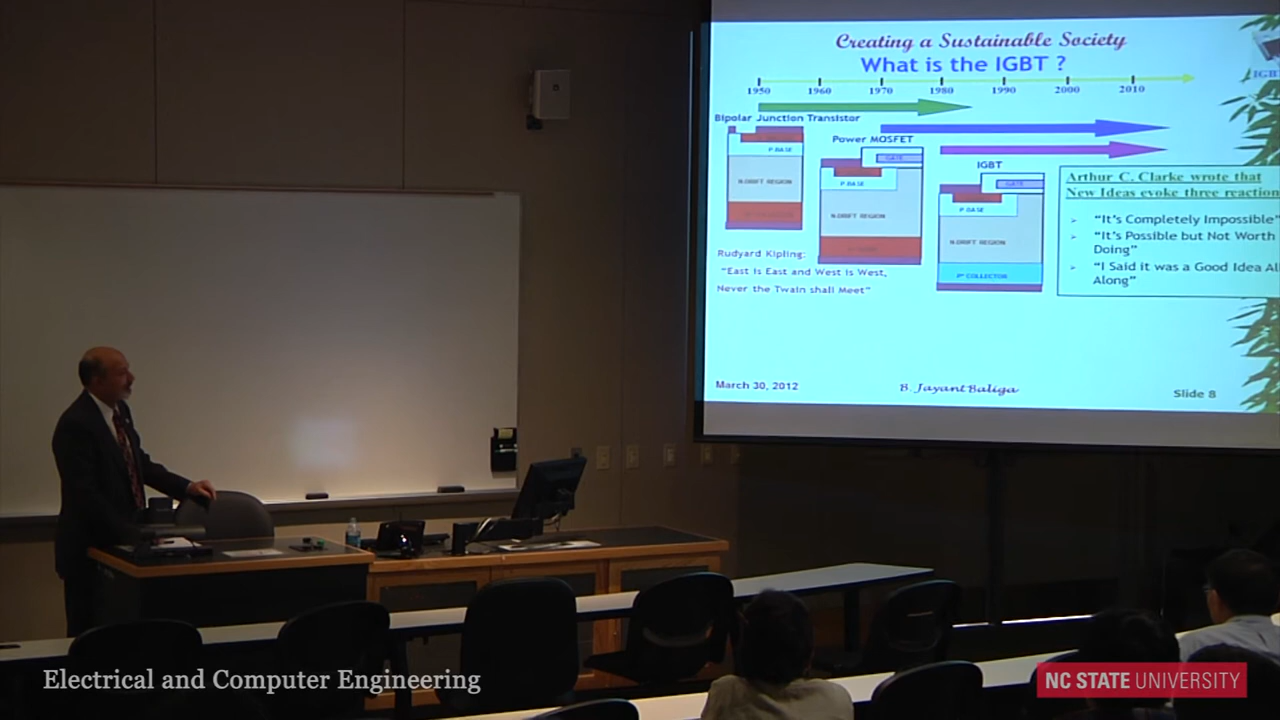 Creating a Sustainable Society
What is the IGBT ?
1950 1960 1970 1980 1990 2000 2010
Bipolar Junction Transistor
Power MOSFET
IGBT
P-BASE
N-DRIFT REGION
GATE
P-BASE
N-DRIFT REGION
GATE
P-BASE
N-DRIFT REGION
P+ COLLECTOR
Rudyard Kipling:
"East is East and West is West,
Never the Twain shall Meet"
Arthur C. Clarke wrote that
New Ideas evoke three reaction
"It's Completely Impossible"
"It's Possible but Not Worth
Doing"
"I Said it was a Good Idea Al
Along"
March 30, 2012
B. Jayant Baliga
Slide 8
Electrical and Computer Engineering
NC STATE UNIVERSITY